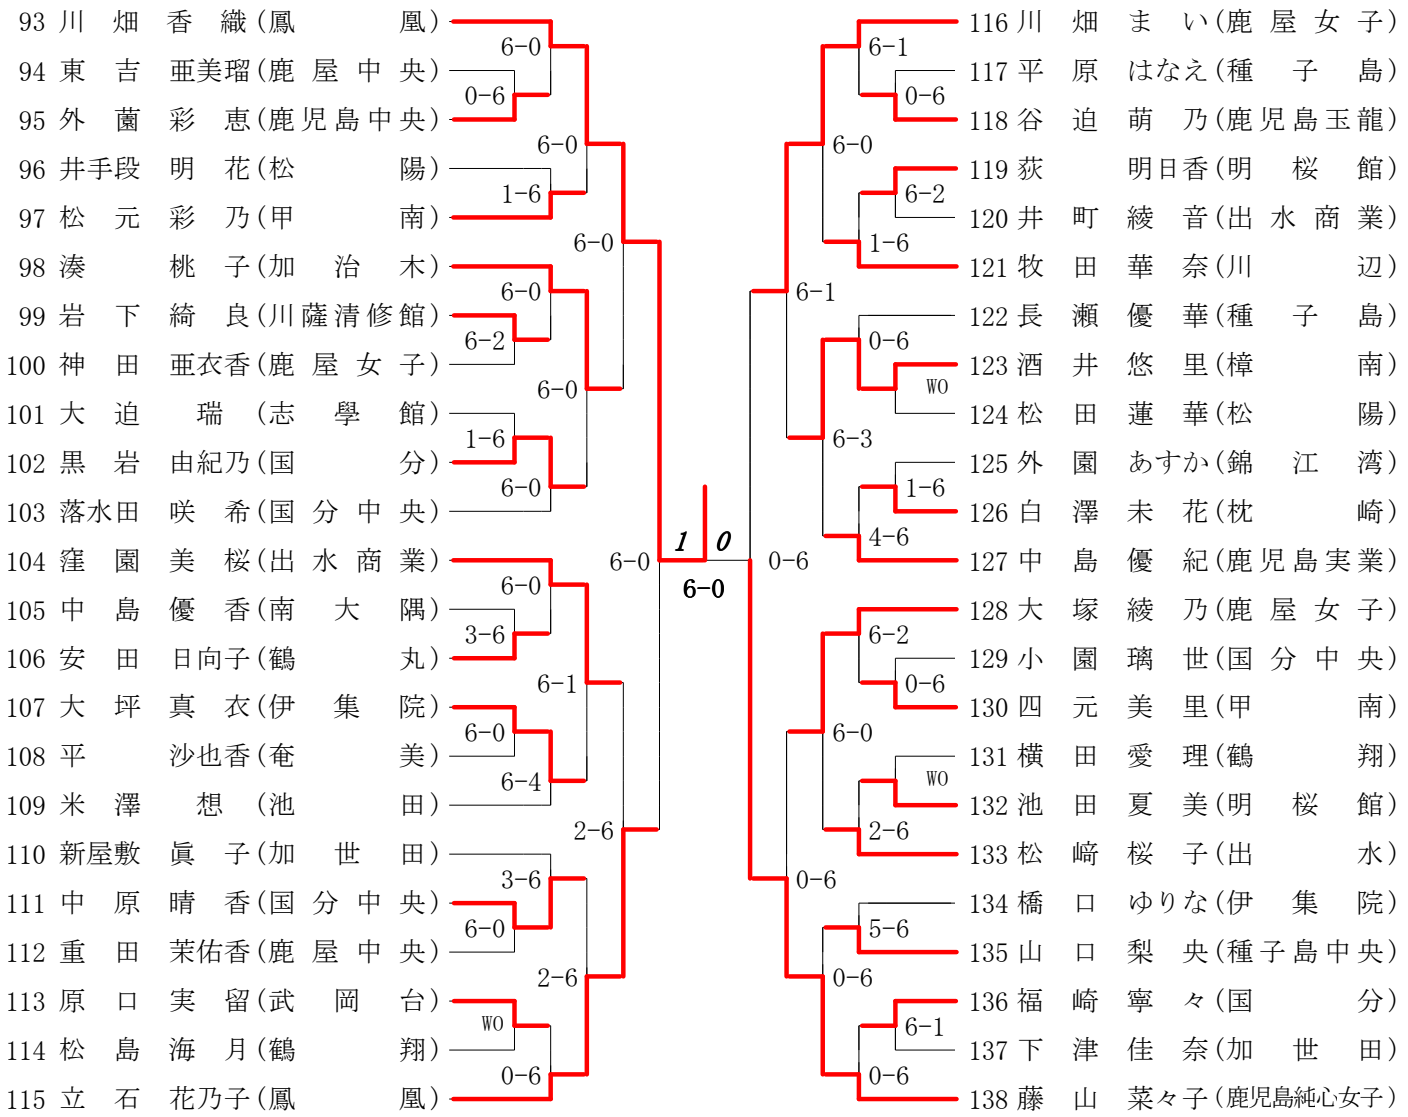 93 川畑 香織 (鳳凰)
6-0
94 東吉 亜美瑠 (鹿屋中央)
0-6
95 外薗 彩恵 (鹿児島中央)
6-0
96 井手段 明花 (松陽)
1-6
97 松元 彩乃 (甲南)
6-0
98 湊 桃子 (加治木)
6-0
99 岩下 綺良 (川薩清修館)
6-2
100 神田 亜衣香 (鹿屋女子)
6-0
101 大迫 瑞 (志學館)
1-6
102 黒岩 由紀乃 (国分)
6-0
103 落水田 咲希 (国分中央)
6-0
104 窪園 美桜 (出水商業)
6-0
105 中島 優香 (南大隅)
3-6
106 安田 日向子 (鶴丸)
6-1
107 大坪 真衣 (伊集院)
6-0
108 平 沙也香 (奄美)
6-4
109 米澤 想 (池田)
2-6
110 新屋敷 眞子 (加世田)
3-6
111 中原 晴香 (国分中央)
6-0
112 重田 茉佑香 (鹿屋中央)
2-6
113 原口 実留 (武岡台)
WO
114 松島 海月 (鶴翔)
0-6
115 立石 花乃子 (鳳凰)
1 0
6-0
116 川畑 まい (鹿屋女子)
6-1
117 平原 はなえ (種子島)
0-6
118 谷迫 萌乃 (鹿児島玉龍)
6-0
119 荻 明日香 (明桜館)
6-2
120 井町 綾音 (出水商業)
1-6
121 牧田 華奈 (川辺)
6-1
122 長瀬 優華 (種子島)
0-6
123 酒井 悠里 (樟南)
WO
124 松田 蓮華 (松陽)
6-3
125 外園 あすか (錦江湾)
1-6
126 白澤 未花 (枕崎)
4-6
127 中島 優紀 (鹿児島実業)
0-6
128 大塚 綾乃 (鹿屋女子)
6-2
129 小園 璃世 (国分中央)
0-6
130 四元 美里 (甲南)
6-0
131 横田 愛理 (鶴翔)
WO
132 池田 夏美 (明桜館)
2-6
133 松﨑 桜子 (出水)
0-6
134 橋口 ゆりな (伊集院)
5-6
135 山口 梨央 (種子島中央)
0-6
136 福崎 寧々 (国分)
6-1
137 下津 佳奈 (加世田)
0-6
138 藤山 菜々子 (鹿児島純心女子)